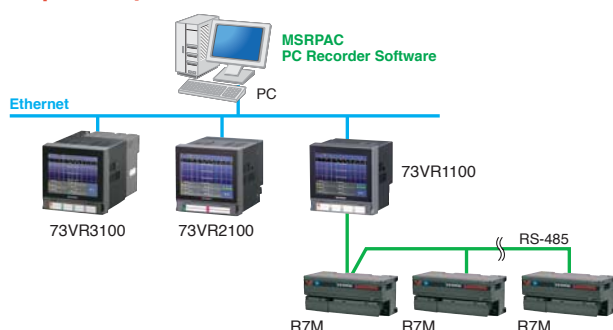 MSRPAC
PC Recorder Software
PC
Ethernet
73VR3100
73VR2100
73VR1100
RS-485
R7M
R7M
R7M